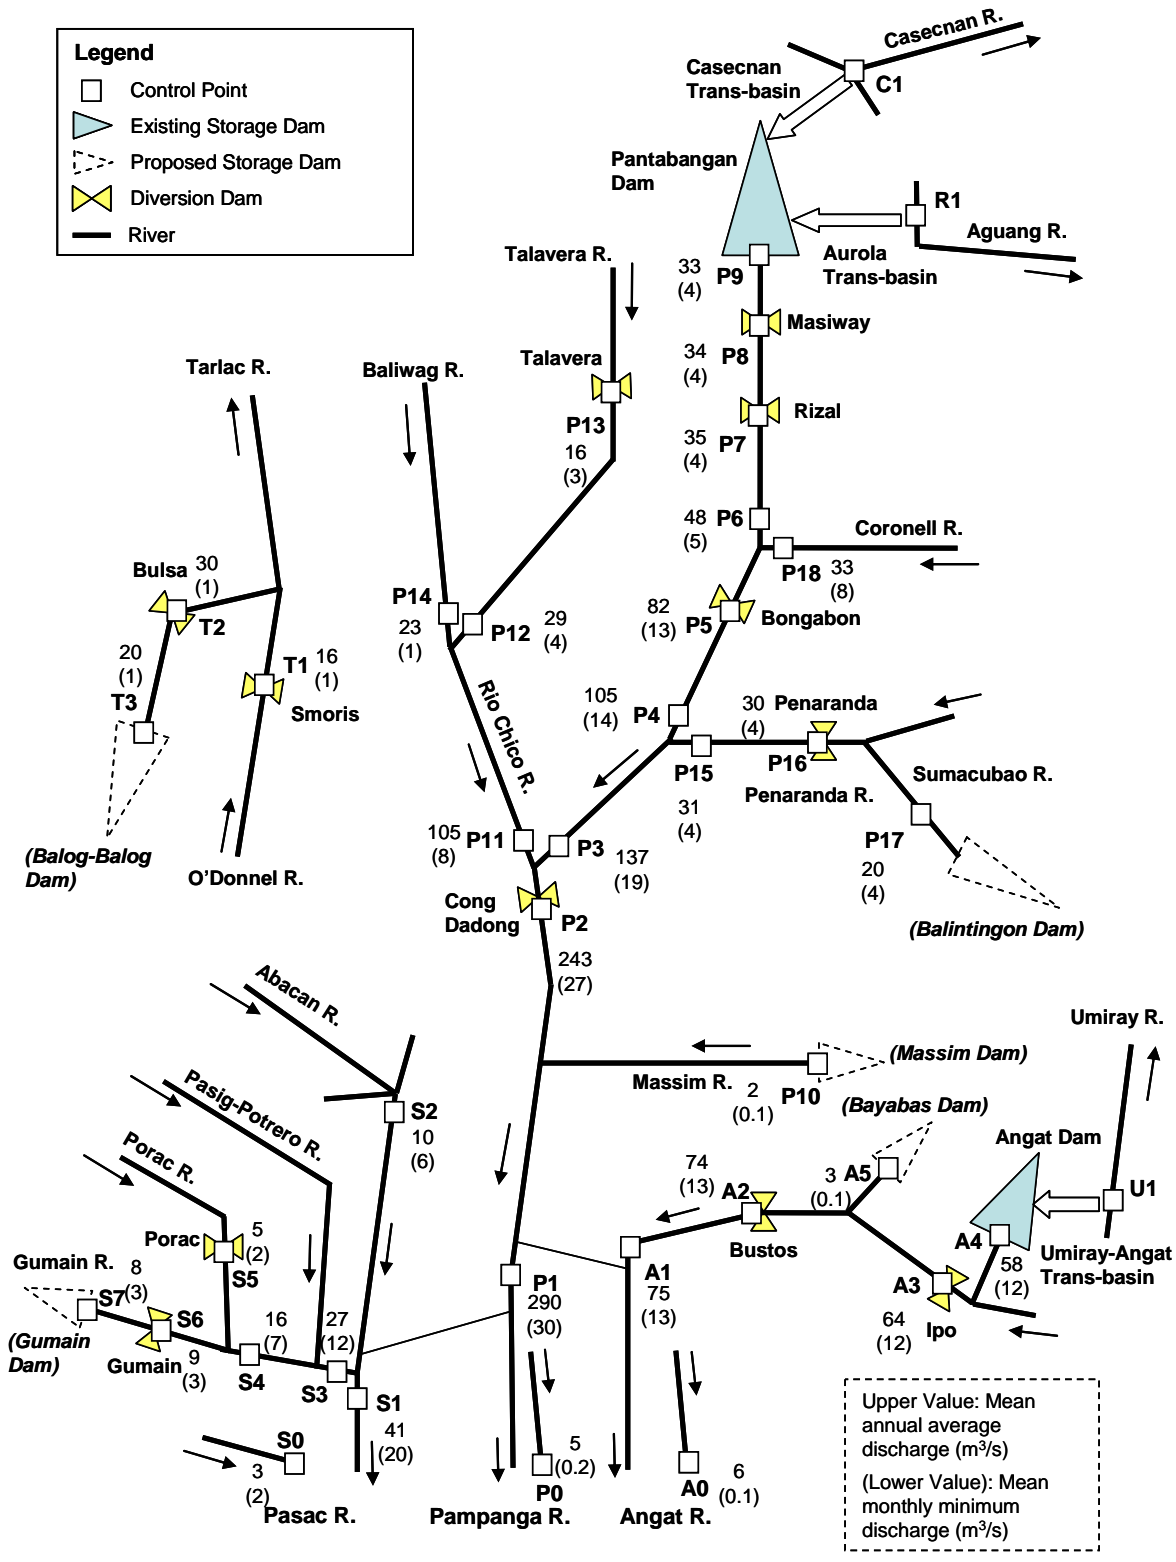 Legend
Control Point
Existing Storage Dam
Proposed Storage Dam
Diversion Dam
River
Casecnan R.
Casecnan
Trans-basin
C1
Pantabangan
Dam
R1
Aguang R.
Aurola
Trans-basin
P9
33
(4)
Talavera R.
Masiway
P8
34
(4)
Talavera
P13
16
(3)
Rizal
P7
35
(4)
Tarlac R.
Baliwag R.
P6
48
(5)
Coronell R.
P18
33
(8)
Bulsa
30
(1)
T2
P14
23
(1)
P12
29
(4)
82
(13)
P5
Bongabon
20
(1)
T3
T1
16
(1)
Smoris
Rio Chico R.
105
(14)
P4
30
(4)
Penaranda
P15
P16
31
(4)
Penaranda R.
Sumacubao R.
P17
20
(4)
(Balintingon Dam)
(Balog-Balog
Dam)
O'Donnel R.
105
(8)
P11
P3
137
(19)
Cong
Dadong
P2
243
(27)
Abacan R.
Umiray R.
Massim R.
2
(0.1)
P10
(Massim Dam)
(Bayabas Dam)
Pasig-Potrero R.
S2
10
(6)
Porac R.
Angat Dam
74
(13)
A2
Bustos
3
(0.1)
A5
A4
58
(12)
U1
Umiray-Angat
Trans-basin
Porac
5
(2)
S5
Gumain R.
8
(3)
S7
(Gumain
Dam)
S6
Gumain
9
(3)
16
(7)
S4
27
(12)
S3
P1
290
(30)
A1
75
(13)
A3
Ipo
64
(12)
S1
41
(20)
S0
3
(2)
Pasac R.
5
(0.2)
P0
Pampanga R.
6
(0.1)
A0
Angat R.
Upper Value: Mean
annual average
discharge (m³/s)
(Lower Value): Mean
monthly minimum
discharge (m³/s)